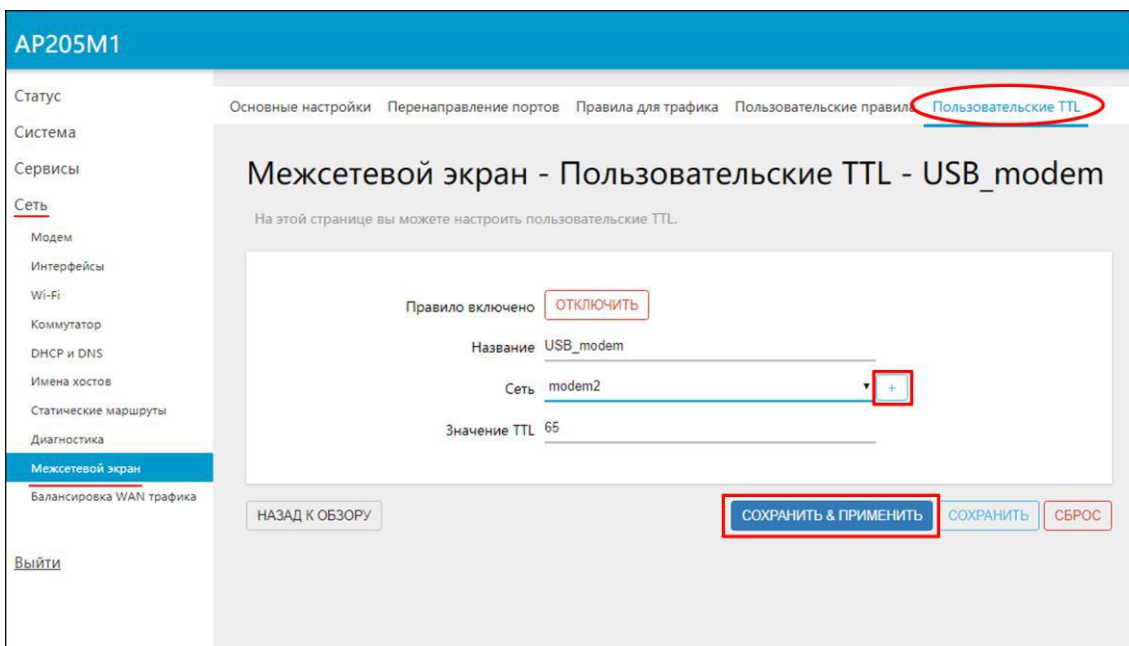 AP205M1
Статус
Система
Сервисы
Сеть
Модем
Интерфейсы
Wi-Fi
Коммутатор
DHCP и DNS
Имена хостов
Статические маршруты
Диагностика
Межсетевой экран
Балансировка WAN трафика
Выйти
Основные настройки Перенаправление портов Правила для трафика Пользовательские правила Пользовательские TTL
Межсетевой экран - Пользовательские TTL - USB_modem
На этой странице вы можете настроить пользовательские TTL.
Правило включено ОТКЛЮЧИТЬ
Название USB_modem
Сеть modem2 +
Значение TTL 65
НАЗАД К ОБЗОРУ СОХРАНИТЬ & ПРИМЕНИТЬ СОХРАНИТЬ СБРОС